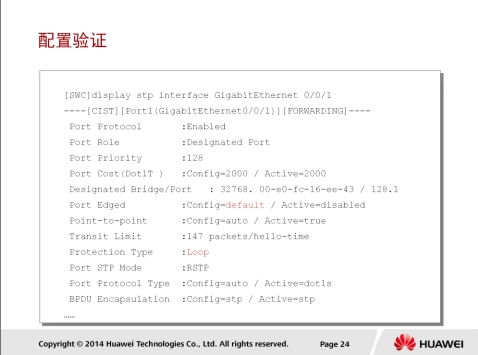 配置验证
[SWC]display stp interface GigabitEthernet 0/0/1
----[CIST][Port1(GigabitEthernet0/0/1)][FORWARDING]----
Port Protocol :Enabled
Port Role :Designated Port
Port Priority :128
Port Cost(Dot1T ) :Config=2000 / Active=2000
Designated Bridge/Port : 32768. 00-e0-fc-16-ee-43 / 128.1
Port Edged :Config=default / Active=disabled
Point-to-point :Config=auto / Active=true
Transit Limit :147 packets/hello-time
Protection Type :Loop
Port STP Mode :RSTP
Port Protocol Type :Config=auto / Active=dot1s
BPDU Encapsulation :Config=stp / Active=stp
……
Copyright © 2014 Huawei Technologies Co., Ltd. All rights reserved. Page 24 HUAWEI